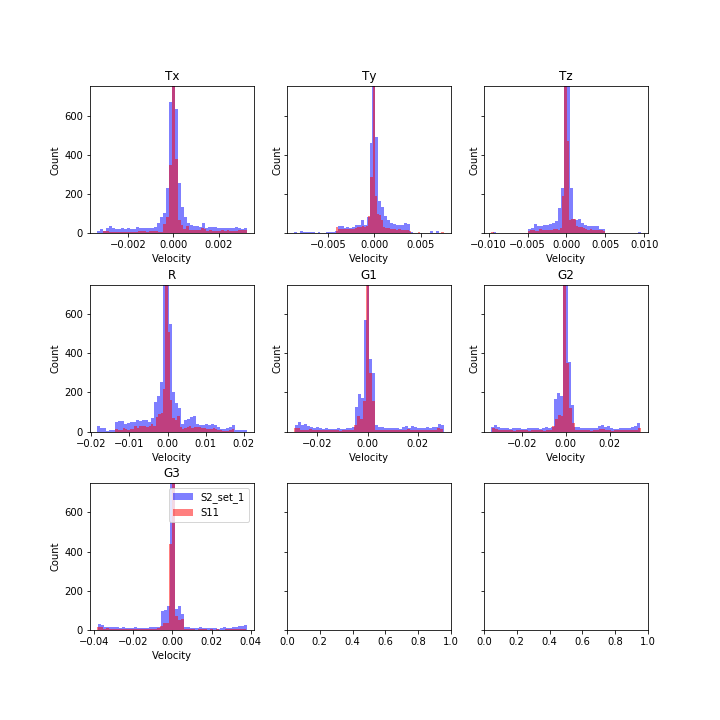 Tx Ty Tz
600
400
200
0
Count Count Count
−0.002 0.000 0.002 −0.005 0.000 0.005 −0.010 −0.005 0.000 0.005 0.010
Velocity Velocity Velocity
R G1 G2
600
400
200
0
Count Count Count
−0.02 −0.01 0.00 0.01 0.02 −0.02 0.00 0.02 −0.02 0.00 0.02
Velocity Velocity Velocity
G3
S2_set_1
S11
600
400
200
0
Count
−0.04 −0.02 0.00 0.02 0.04 0.0 0.2 0.4 0.6 0.8 1.0 0.0 0.2 0.4 0.6 0.8 1.0
Velocity